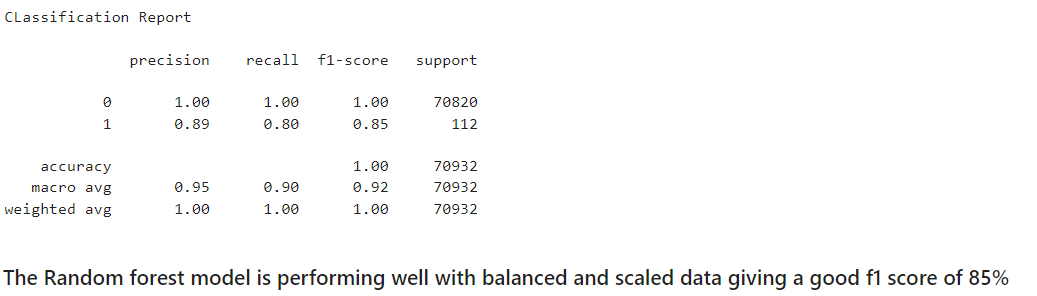 CLassification Report
precision recall f1-score support
0 1.00 1.00 1.00 70820
1 0.89 0.80 0.85 112
accuracy 1.00 70932
macro avg 0.95 0.90 0.92 70932
weighted avg 1.00 1.00 1.00 70932
The Random forest model is performing well with balanced and scaled data giving a good f1 score of 85%